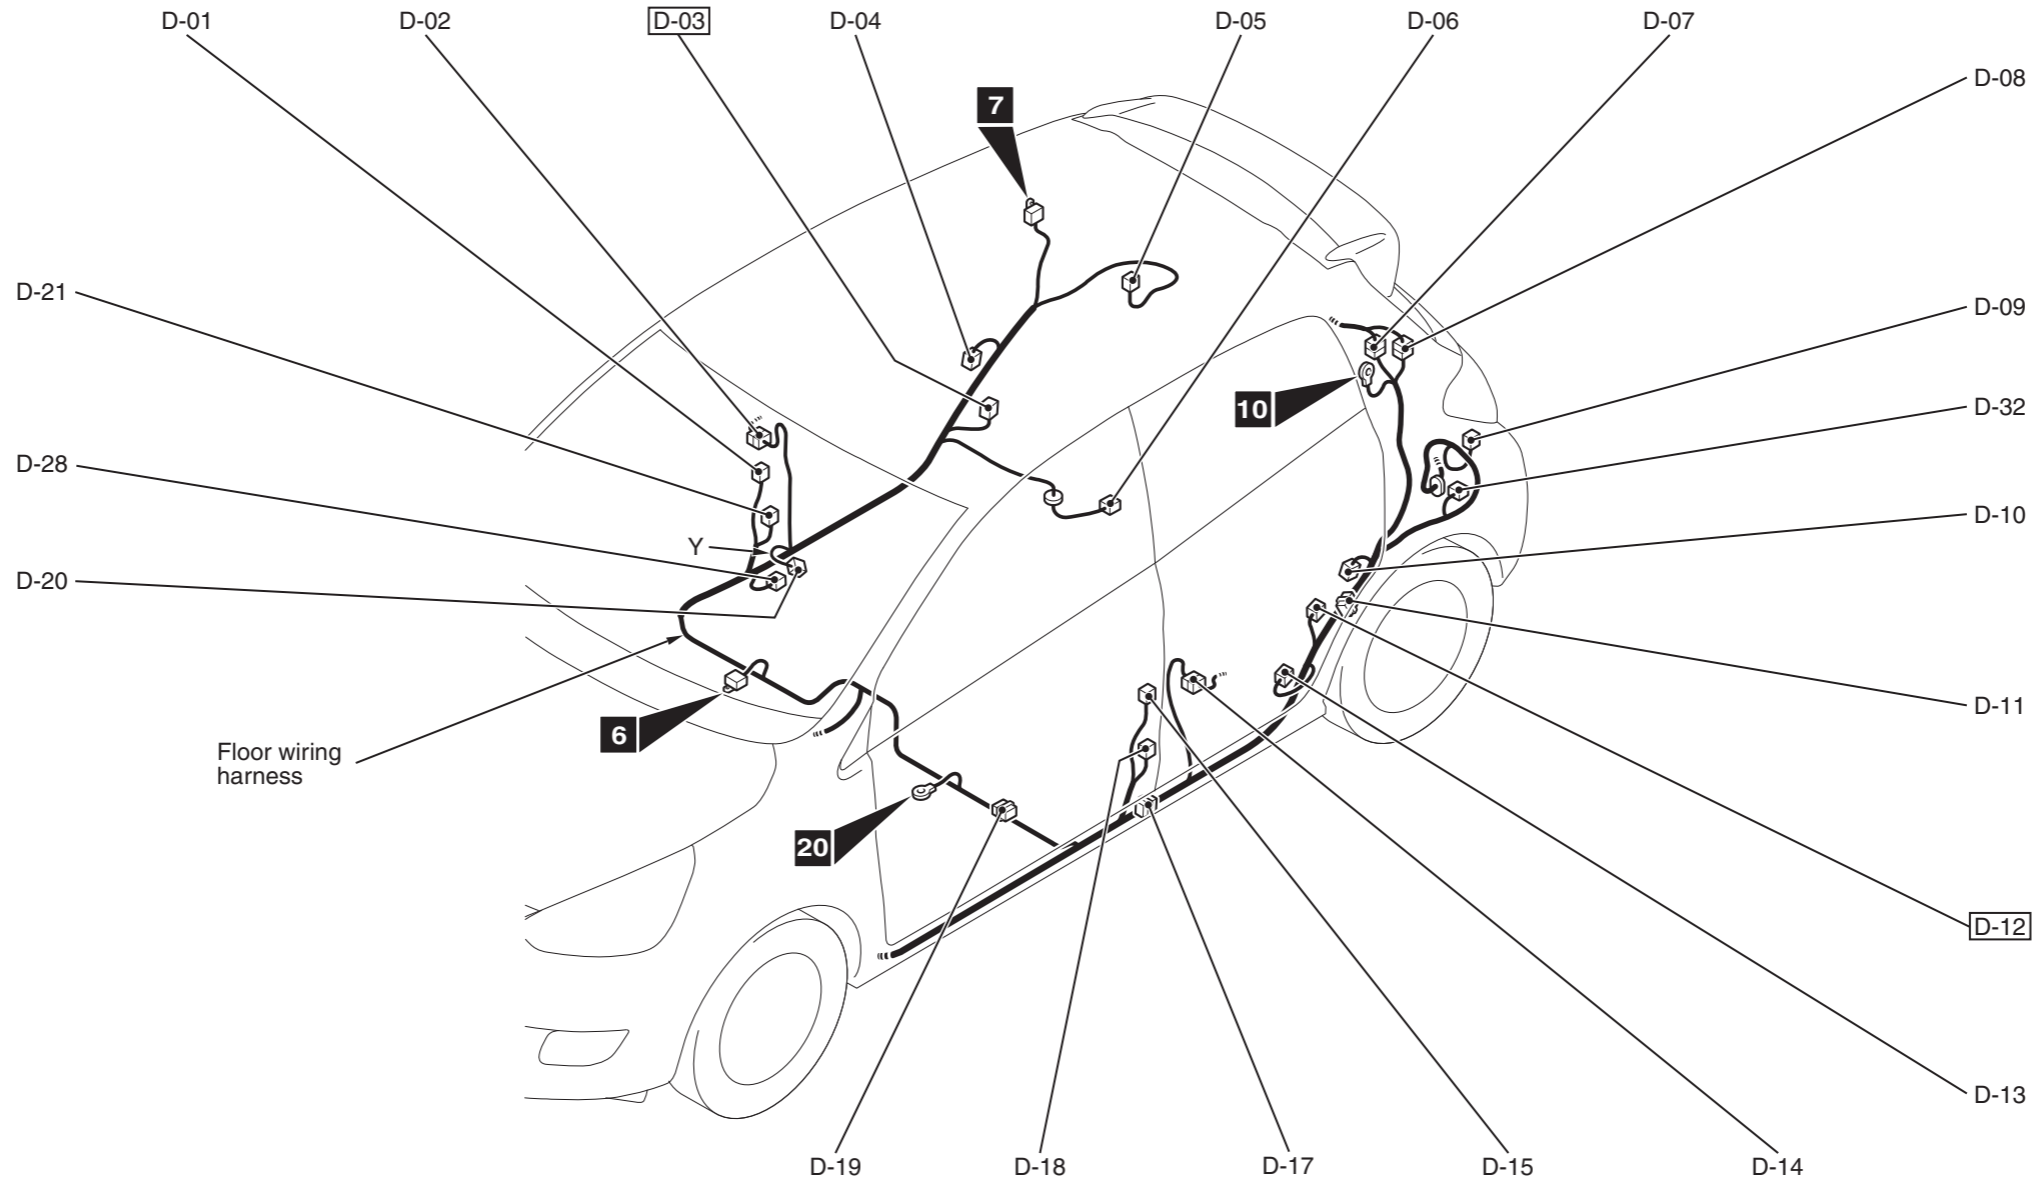 D-01
D-02
D-03
D-04
D-05
D-06
D-07
D-08
7
D-21
D-09
10
D-32
D-28
D-10
Y
D-20
D-11
6
Floor wiring
harness
20
D-12
D-13
D-19
D-18
D-17
D-15
D-14